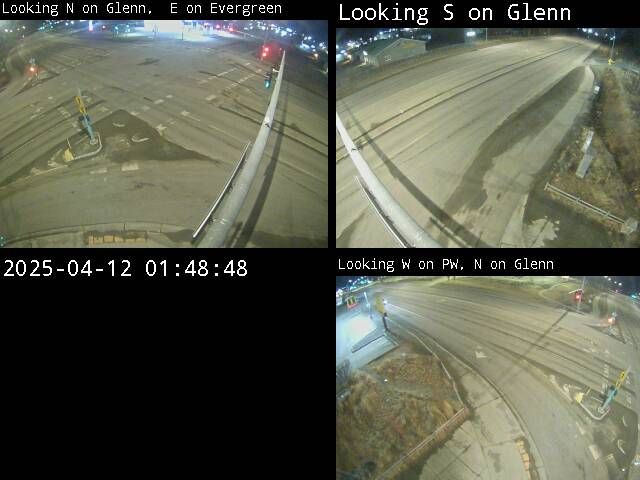 Looking N on Glenn,  E on Evergreen
Looking S on Glenn
2025-04-12 01:48:48
Looking W on PW, N on Glenn